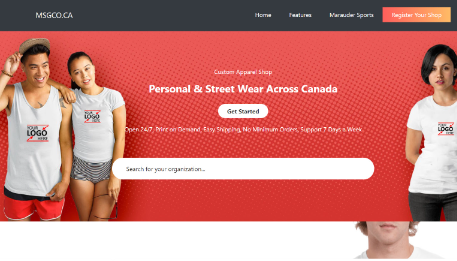 MSGCO.CA
Home Features Marauder Sports Register Your Shop
Custom Apparel Shop
Personal & Street Wear Across Canada
Get Started
Open 24/7, Print on Demand, Easy Shipping, No Minimum Orders, Support 7 Days a Week
Search for your organization...
YOUR
LOGO
HERE
YOUR
LOGO
HERE
YOUR
LOGO
HERE